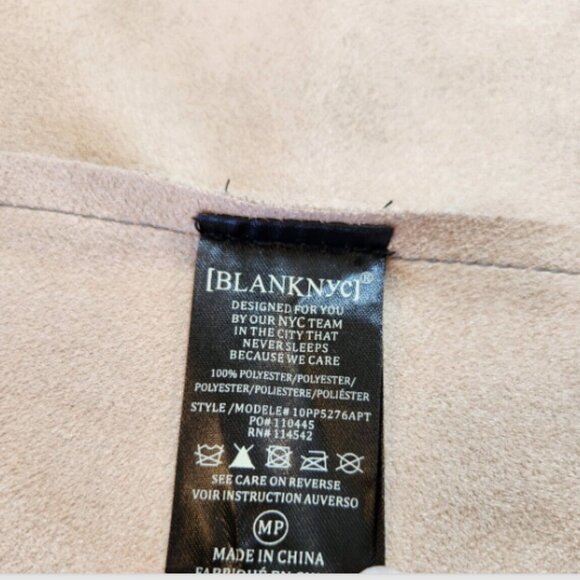 [BLANKNYC]®
DESIGNED FOR YOU
BY OUR NYC TEAM
IN THE CITY THAT
NEVER SLEEPS
BECAUSE WE CARE
100% POLYESTER/POLYESTER/
POLYESTER/POLIESTERE/POLIÉSTER
STYLE /MODELE# 10PP5276APT
PO# 110445
RN# 114542
SEE CARE ON REVERSE
VOIR INSTRUCTION AUVERSO
MP
MADE IN CHINA
FABRIQUÉ EN